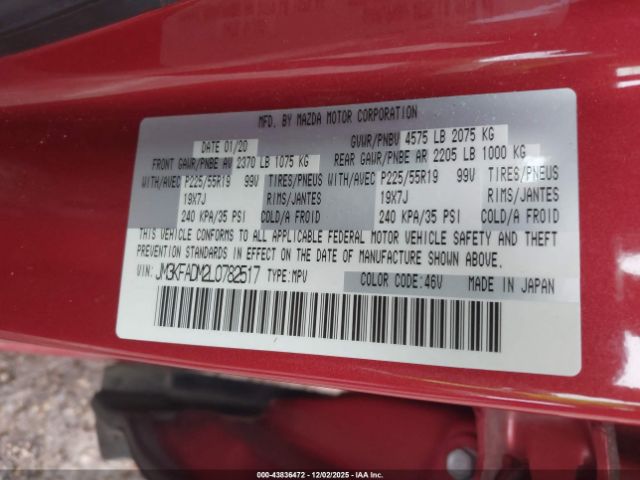 MFD. BY MAZDA MOTOR CORPORATION
DATE 01/20 GVWR/PNBV 4575 LB 2075 KG
FRONT GAWR/PNBE AV 2370 LB 1075 KG REAR GAWR/PNBE AR 2205 LB 1000 KG
WITH/AVEC P225/55R19 99V TIRES/PNEUS WITH/AVEC P225/55R19 99V TIRES/PNEUS
19X7J RIMS/JANTES 19X7J RIMS/JANTES
240 KPA/35 PSI COLD/A FROID 240 KPA/35 PSI COLD/A FROID
THIS VEHICLE CONFORMS TO ALL APPLICABLE FEDERAL MOTOR VEHICLE SAFETY AND THEFT
PREVENTION STANDARDS IN EFFECT ON THE DATE OF MANUFACTURE SHOWN ABOVE.
VIN: JM3KFADM2L0782517 TYPE:MPV COLOR CODE:46V MADE IN JAPAN
000-43836472 - 12/02/2025 - COPYRIGHT IAA, LLC.